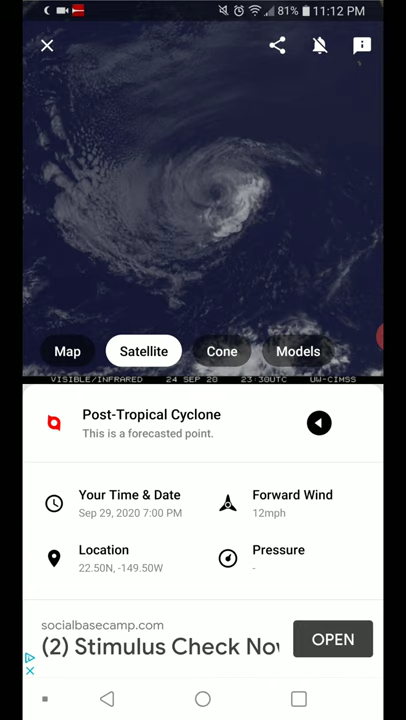 81% 11:12 PM
Map
Satellite
Cone
Models
VISIBLE/INFRARED 24 SEP 20 23:30UTC UW-CIMSS
Post-Tropical Cyclone
This is a forecasted point.
Your Time & Date
Sep 29, 2020 7:00 PM
Forward Wind
12mph
Location
22.50N, -149.50W
Pressure
-
socialbasecamp.com
(2) Stimulus Check Nov
OPEN